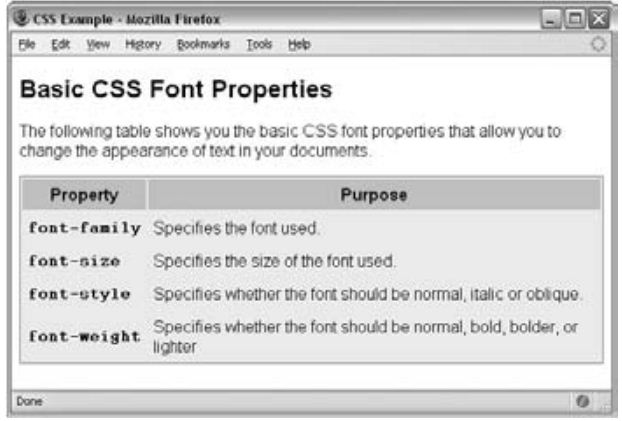 CSS Example - Mozilla Firefox
File Edit View History Bookmarks Tools Help
Basic CSS Font Properties
The following table shows you the basic CSS font properties that allow you to
change the appearance of text in your documents.
Property Purpose
font-family Specifies the font used.
font-size Specifies the size of the font used.
font-style Specifies whether the font should be normal, italic or oblique.
font-weight Specifies whether the font should be normal, bold, bolder, or
lighter
Done